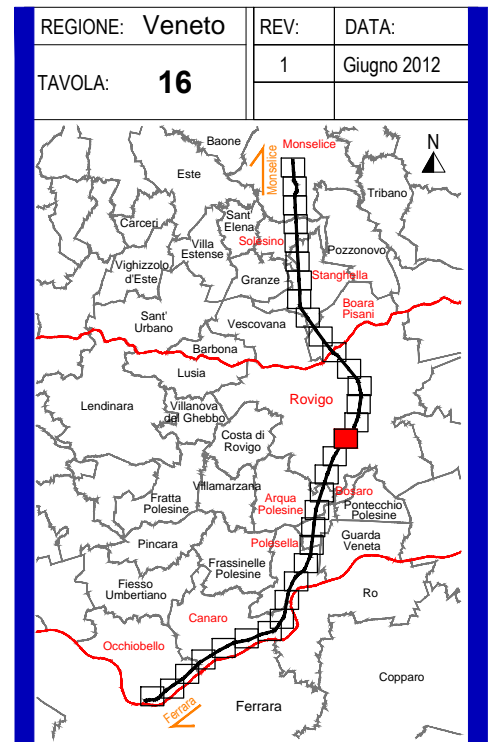 REGIONE: Veneto
REV:
DATA:
TAVOLA: 16
1
Giugno 2012
Baone
Monselice
N
Monselice
Este
Tribano
Carceri
Sant'
Elena
Solesino
Villa
Estense
Pozzonovo
Vighizzolo
d'Este
Granze
Stanghella
Boara
Pisani
Sant'
Urbano
Vescovana
Barbona
Lusia
Rovigo
Lendinara
Villanova
del Ghebbo
Costa di
Rovigo
Villamarzana
Fratta
Polesine
Arqua
Polesine
Bosaro
Pontecchio
Polesine
Pincara
Polesella
Guarda
Veneta
Frassinelle
Polesine
Fiesso
Umbertiano
Ro
Canaro
Occhiobello
Copparo
Ferrara
Ferrara